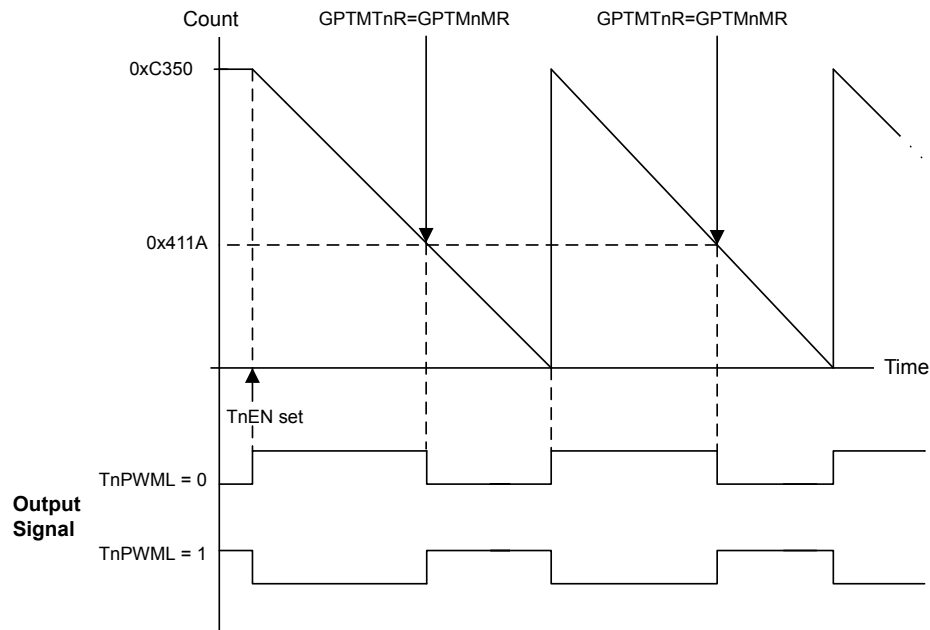 Count
GPTMTnR=GPTMnMR
GPTMTnR=GPTMnMR
0xC350
0x411A
Time
TnEN set
TnPWML = 0
Output
Signal
TnPWML = 1